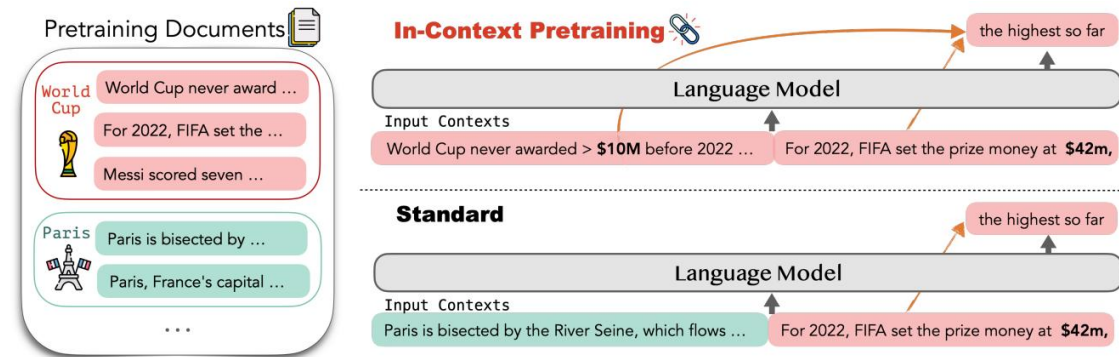 Pretraining Documents
World Cup
World Cup never award ...
For 2022, FIFA set the ...
Messi scored seven ...
Paris
Paris is bisected by ...
Paris, France's capital ...
...
In-Context Pretraining
the highest so far
Language Model
Input Contexts
World Cup never awarded > $10M before 2022 ...
For 2022, FIFA set the prize money at $42m,
Standard
the highest so far
Language Model
Input Contexts
Paris is bisected by the River Seine, which flows ...
For 2022, FIFA set the prize money at $42m,